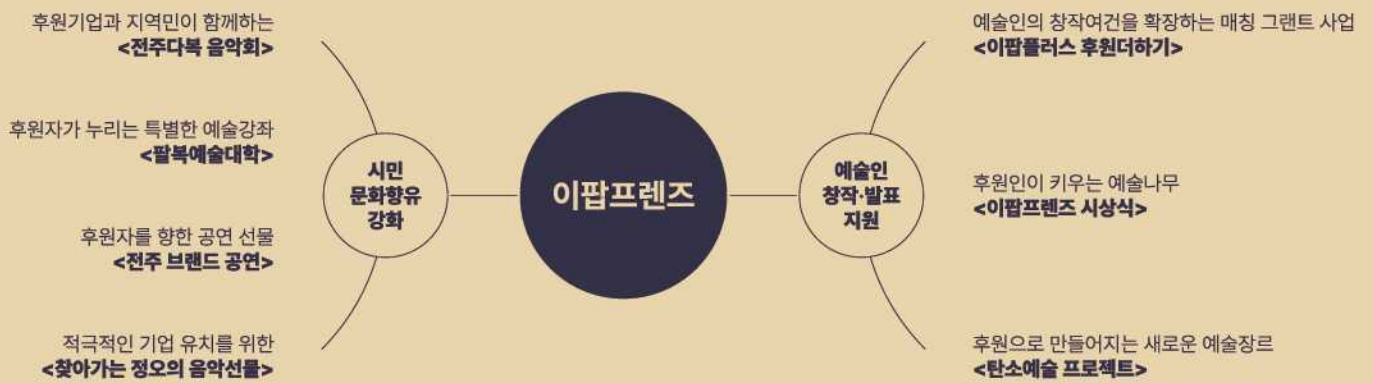 후원기업과 지역민이 함께하는
<전주다복 음악회>
후원자가 누리는 특별한 예술강좌
<팔복예술대학>
후원자를 향한 공연 선물
<전주 브랜드 공연>
적극적인 기업 유치를 위한
<찾아가는 정오의 음악선물>
시민
문화향유
강화
이팝프렌즈
예술인
창작·발표
지원
예술인의 창작여건을 확장하는 매칭 그랜트 사업
<이팝플러스 후원더하기>
후원인이 키우는 예술나무
<이팝프렌즈 시상식>
후원으로 만들어지는 새로운 예술장르
<탄소예술 프로젝트>